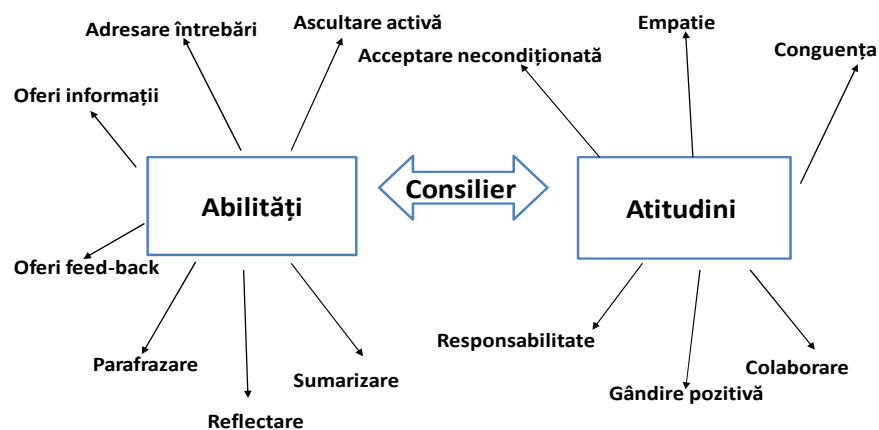 Adresare întrebări
Ascultare activă
Oferi informații
Abilități
Oferi feed-back
Parafrazare
Reflectare
Sumarizare
Consilier
Acceptare necondiționată
Empatie
Conguența
Atitudini
Responsabilitate
Gândire pozitivă
Colaborare